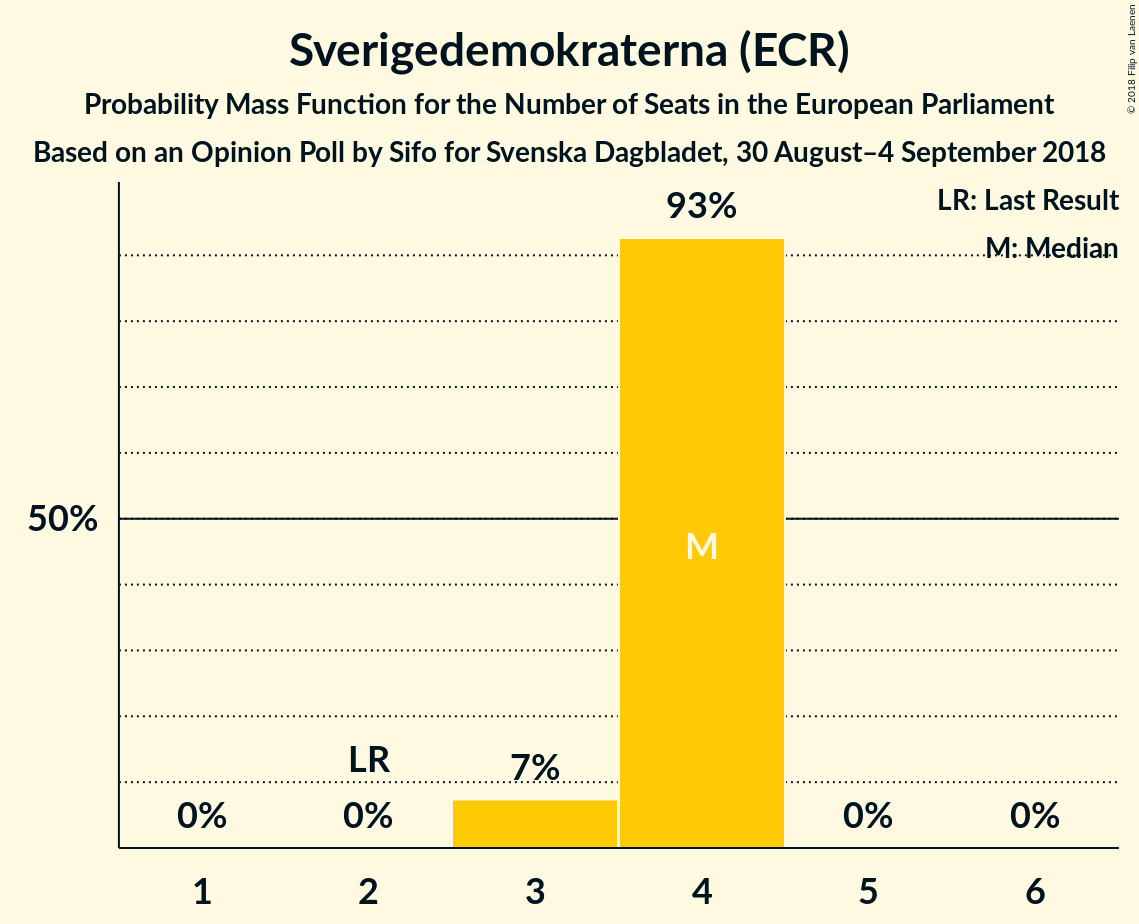 Sverigedemokraterna (ECR)
Probability Mass Function for the Number of Seats in the European Parliament
Based on an Opinion Poll by Sifo for Svenska Dagbladet, 30 August–4 September 2018
© 2018 Filip van Laenen
LR: Last Result
M: Median
93%
50%
M
LR
7%
0%
0%
0%
0%
1
2
3
4
5
6